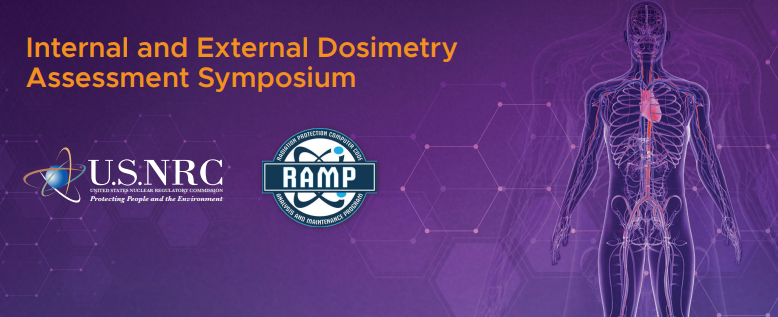 Internal and External Dosimetry
Assessment Symposium
U.S.NRC
UNITED STATES NUCLEAR REGULATORY COMMISSION
Protecting People and the Environment
RADIATION PROTECTION COMPUTER CODE
RAMP
ANALYSIS AND MAINTENANCE PROGRAM